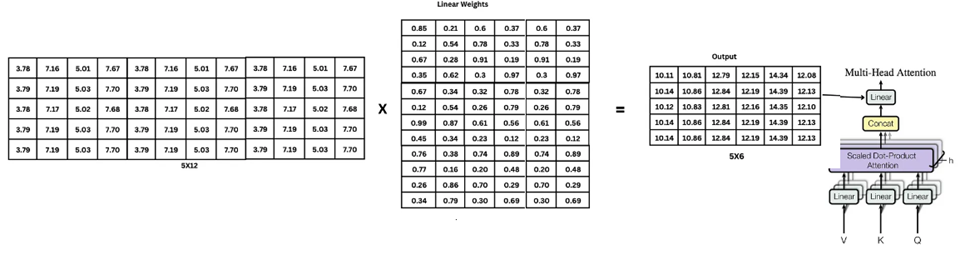 Linear Weights
3.78 7.16 5.01 7.67 3.78 7.16 5.01 7.67 3.78 7.16 5.01 7.67
3.79 7.19 5.03 7.70 3.79 7.19 5.03 7.70 3.79 7.19 5.03 7.70
3.78 7.17 5.02 7.68 3.78 7.17 5.02 7.68 3.78 7.17 5.02 7.68
3.79 7.19 5.03 7.70 3.79 7.19 5.03 7.70 3.79 7.19 5.03 7.70
3.79 7.19 5.03 7.70 3.79 7.19 5.03 7.70 3.79 7.19 5.03 7.70
5X12
X
0.85 0.21 0.6 0.37 0.6 0.37
0.12 0.54 0.78 0.33 0.78 0.33
0.67 0.28 0.91 0.19 0.91 0.19
0.35 0.62 0.3 0.97 0.3 0.97
0.67 0.34 0.32 0.78 0.32 0.78
0.12 0.54 0.26 0.79 0.26 0.79
0.99 0.87 0.61 0.56 0.61 0.56
0.45 0.34 0.23 0.12 0.23 0.12
0.76 0.38 0.74 0.89 0.74 0.89
0.77 0.16 0.20 0.48 0.20 0.48
0.26 0.86 0.70 0.29 0.70 0.29
0.34 0.79 0.30 0.69 0.30 0.69
=
Output
10.11 10.81 12.79 12.15 14.34 12.08
10.14 10.86 12.84 12.19 14.39 12.13
10.12 10.83 12.81 12.16 14.35 12.10
10.14 10.86 12.84 12.19 14.39 12.13
10.14 10.86 12.84 12.19 14.39 12.13
5X6
Multi-Head Attention
Linear
Concat
Scaled Dot-Product
Attention
h
Linear Linear Linear
V K Q